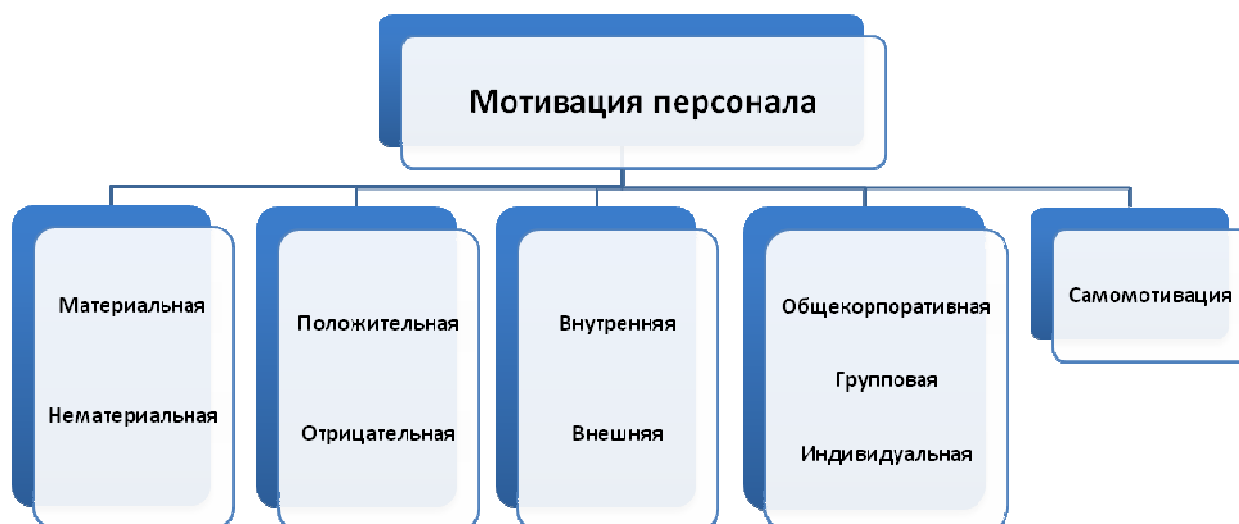 Мотивация персонала
Материальная
Нематериальная
Положительная
Отрицательная
Внутренняя
Внешняя
Общекорпоративная
Групповая
Индивидуальная
Самомотивация